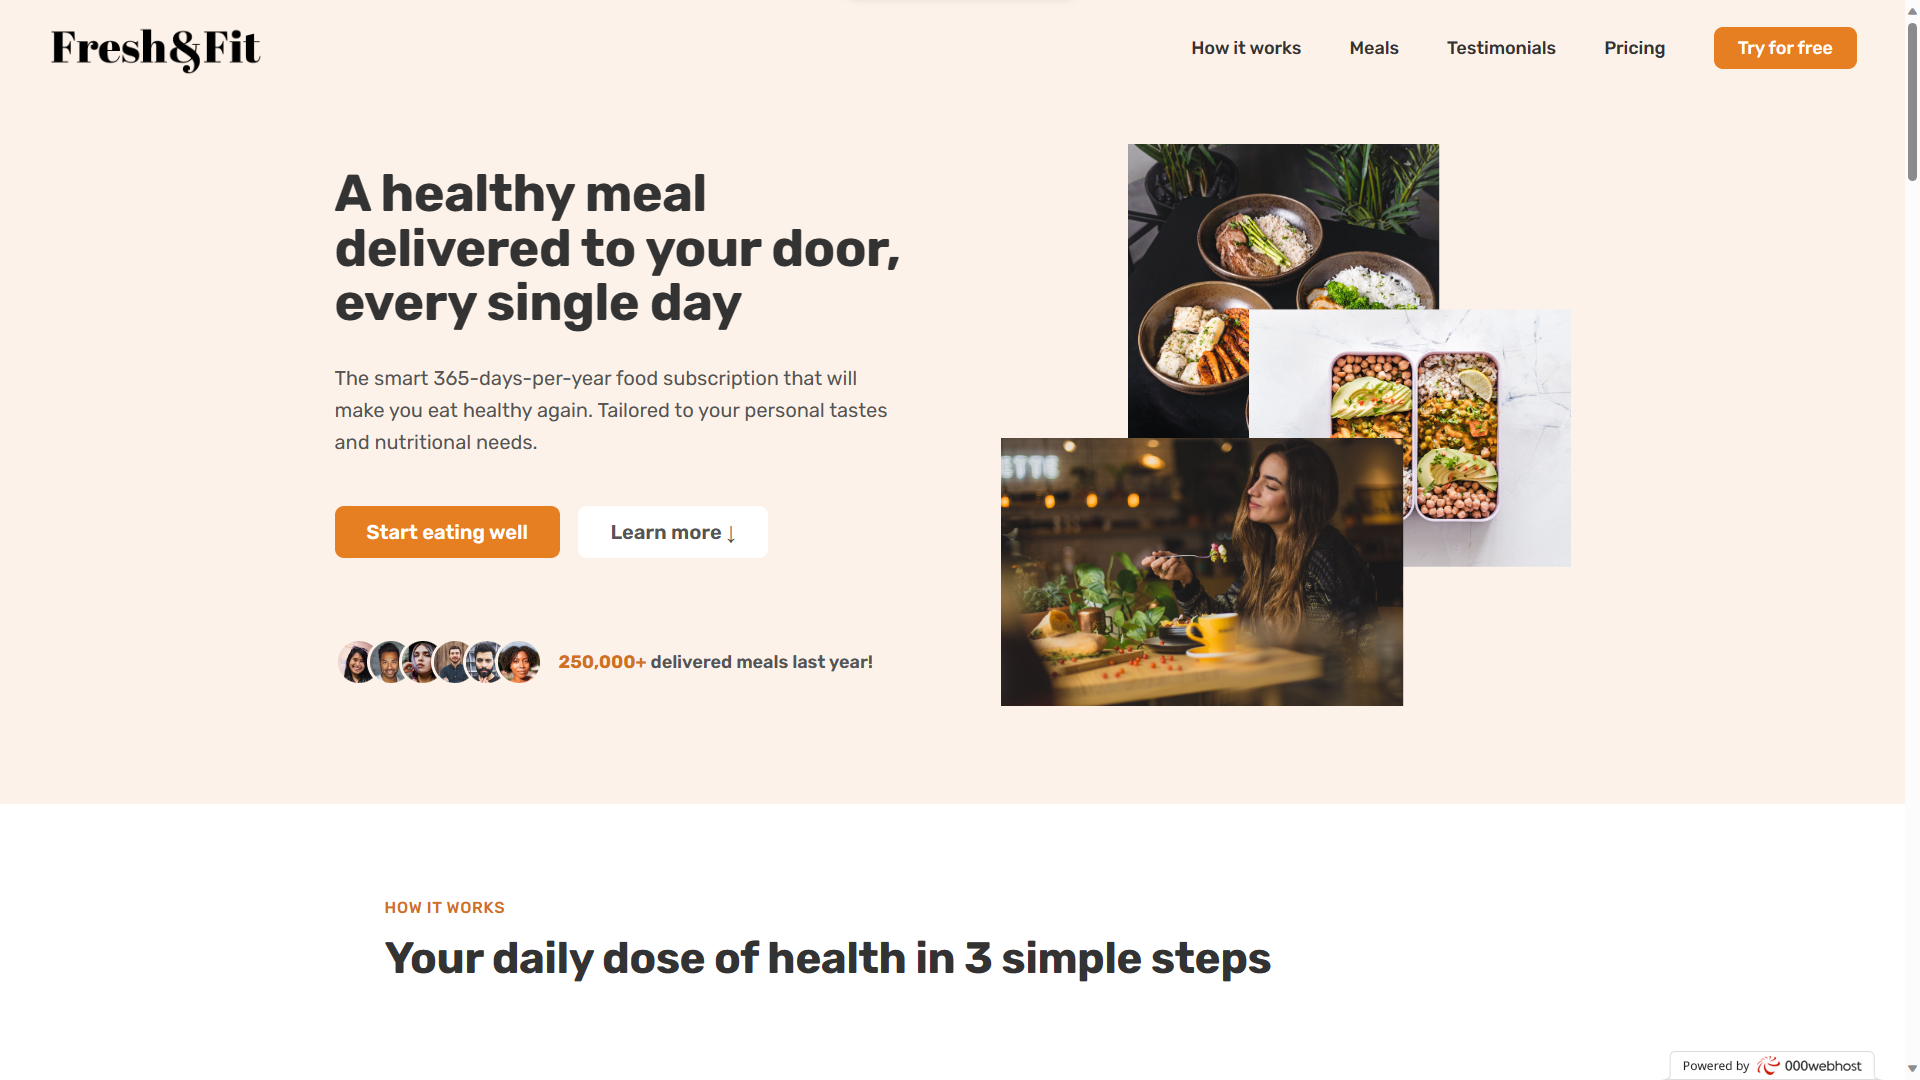 Fresh&Fit
How it works
Meals
Testimonials
Pricing
Try for free
A healthy meal
delivered to your door,
every single day
The smart 365-days-per-year food subscription that will
make you eat healthy again. Tailored to your personal tastes
and nutritional needs.
Start eating well
Learn more ↓
250,000+ delivered meals last year!
ETTE
HOW IT WORKS
Your daily dose of health in 3 simple steps
Powered by 000webhost